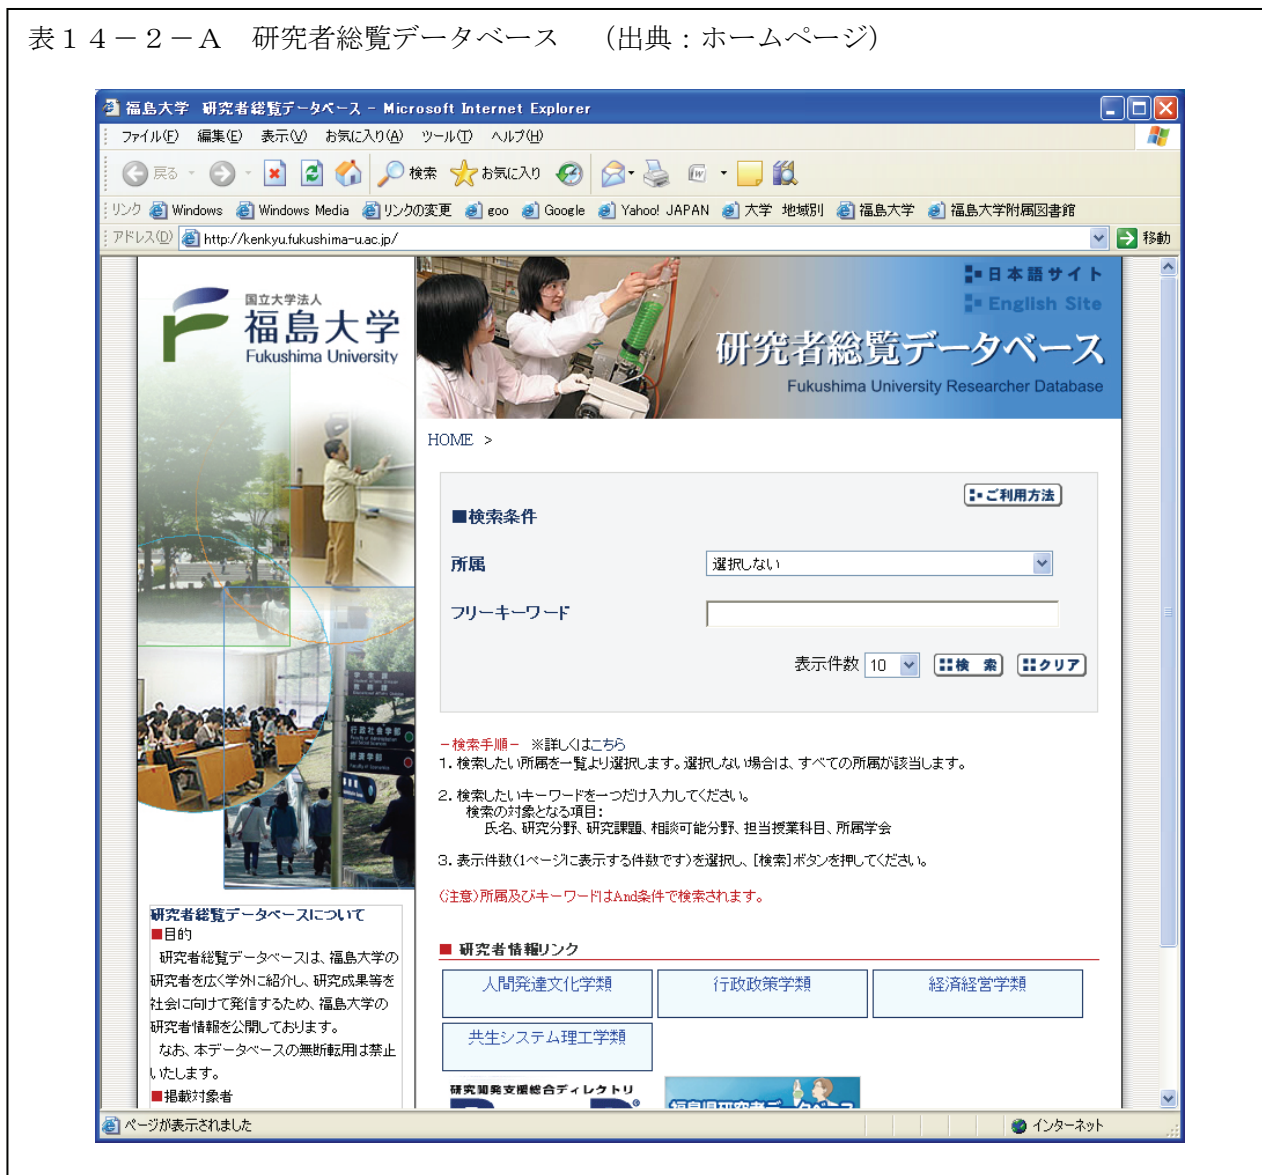 表１４－２－Ａ　研究者総覧データベース　（出典：ホームページ）
福島大学　研究者総覧データベース - Microsoft Internet Explorer
ファイル(F)　編集(E)　表示(V)　お気に入り(A)　ツール(T)　ヘルプ(H)
戻る　検索　お気に入り
リンク　Windows　Windows Media　リンクの変更　goo　Google　Yahoo! JAPAN　大学 地域別　福島大学　福島大学附属図書館
アドレス(D)　http://kenkyu.fukushima-u.ac.jp/　移動
国立大学法人
福島大学
Fukushima University
日本語サイト
English Site
研究者総覧データベース
Fukushima University Researcher Database
HOME >
ご利用方法
■検索条件
所属　選択しない
フリーキーワード
表示件数　10　検 索　クリア
学生課
教務課
行政社会学部
経済学部
－検索手順－　※詳しくはこちら
1. 検索したい所属を一覧より選択します。選択しない場合は、すべての所属が該当します。
2. 検索したいキーワードを一つだけ入力してください。
検索の対象となる項目：
氏名、研究分野、研究課題、相談可能分野、担当授業科目、所属学会
3. 表示件数(1ページに表示する件数です)を選択し、[検索]ボタンを押してください。
(注意)所属及びキーワードはAnd条件で検索されます。
研究者総覧データベースについて
■目的
研究者総覧データベースは、福島大学の
研究者を広く学外に紹介し、研究成果等を
社会に向けて発信するため、福島大学の
研究者情報を公開しております。
なお、本データベースの無断転用は禁止
いたします。
■掲載対象者
■ 研究者情報リンク
人間発達文化学類　行政政策学類　経済経営学類
共生システム理工学類
研究開発支援総合ディレクトリ
福島県研究者データベース
ページが表示されました　インターネット